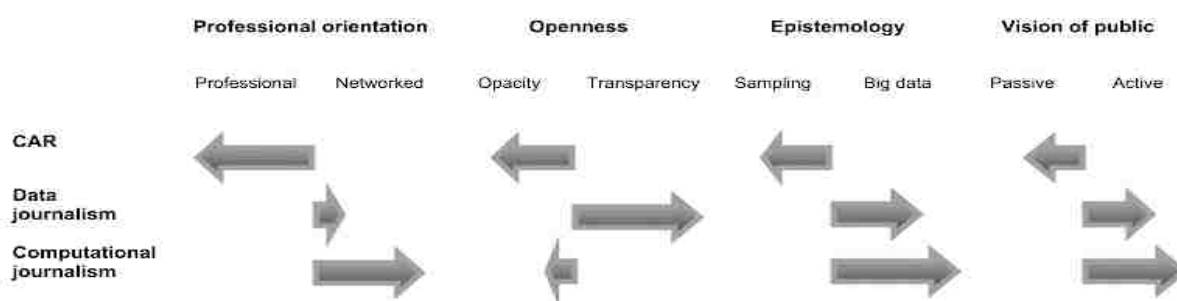 Professional orientation Openness Epistemology Vision of public
Professional Networked Opacity Transparency Sampling Big data Passive Active
CAR
Data
journalism
Computational
journalism